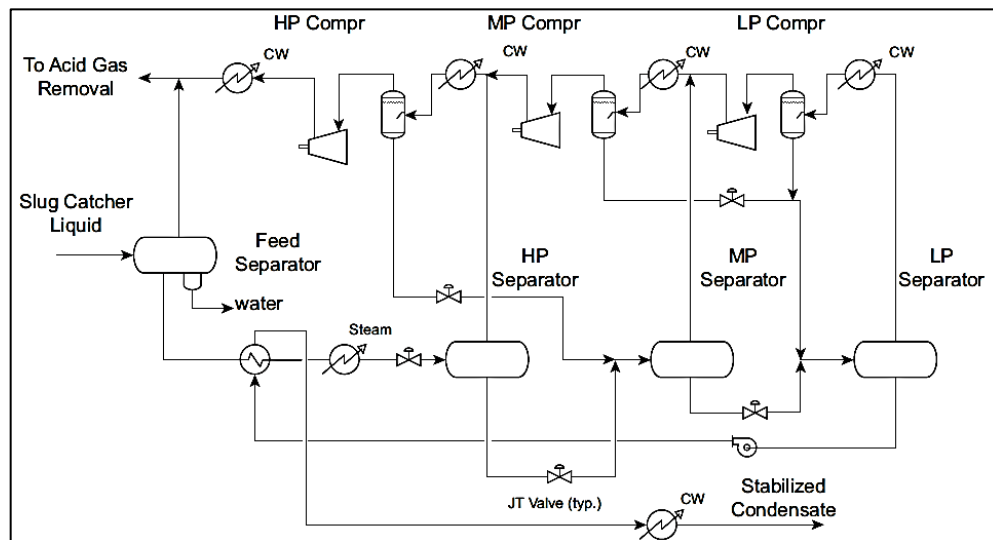 HP Compr
MP Compr
LP Compr
CW
CW
CW
CW
To Acid Gas
Removal
Slug Catcher
Liquid
Feed
Separator
water
HP
Separator
MP
Separator
LP
Separator
Steam
JT Valve (typ.)
CW
Stabilized
Condensate